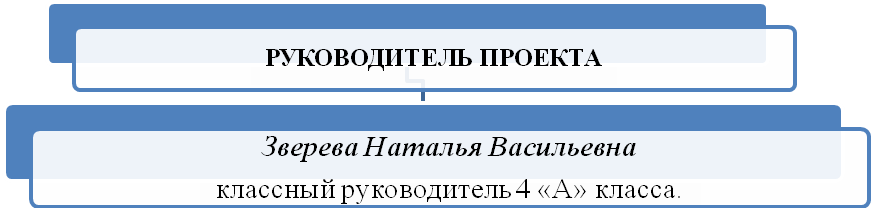 РУКОВОДИТЕЛЬ ПРОЕКТА
Зверева Наталья Васильевна
классный руководитель 4 «А» класса.